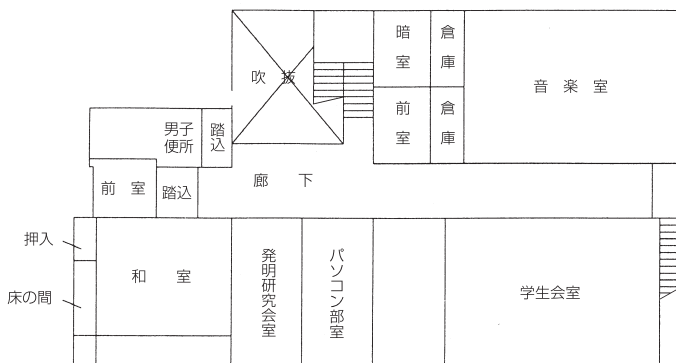 吹抜
暗室
倉庫
音楽室
男子
便所
踏込
前室
倉庫
前室
踏込
廊下
押入
床の間
和室
発明研究会室
パソコン部室
学生会室